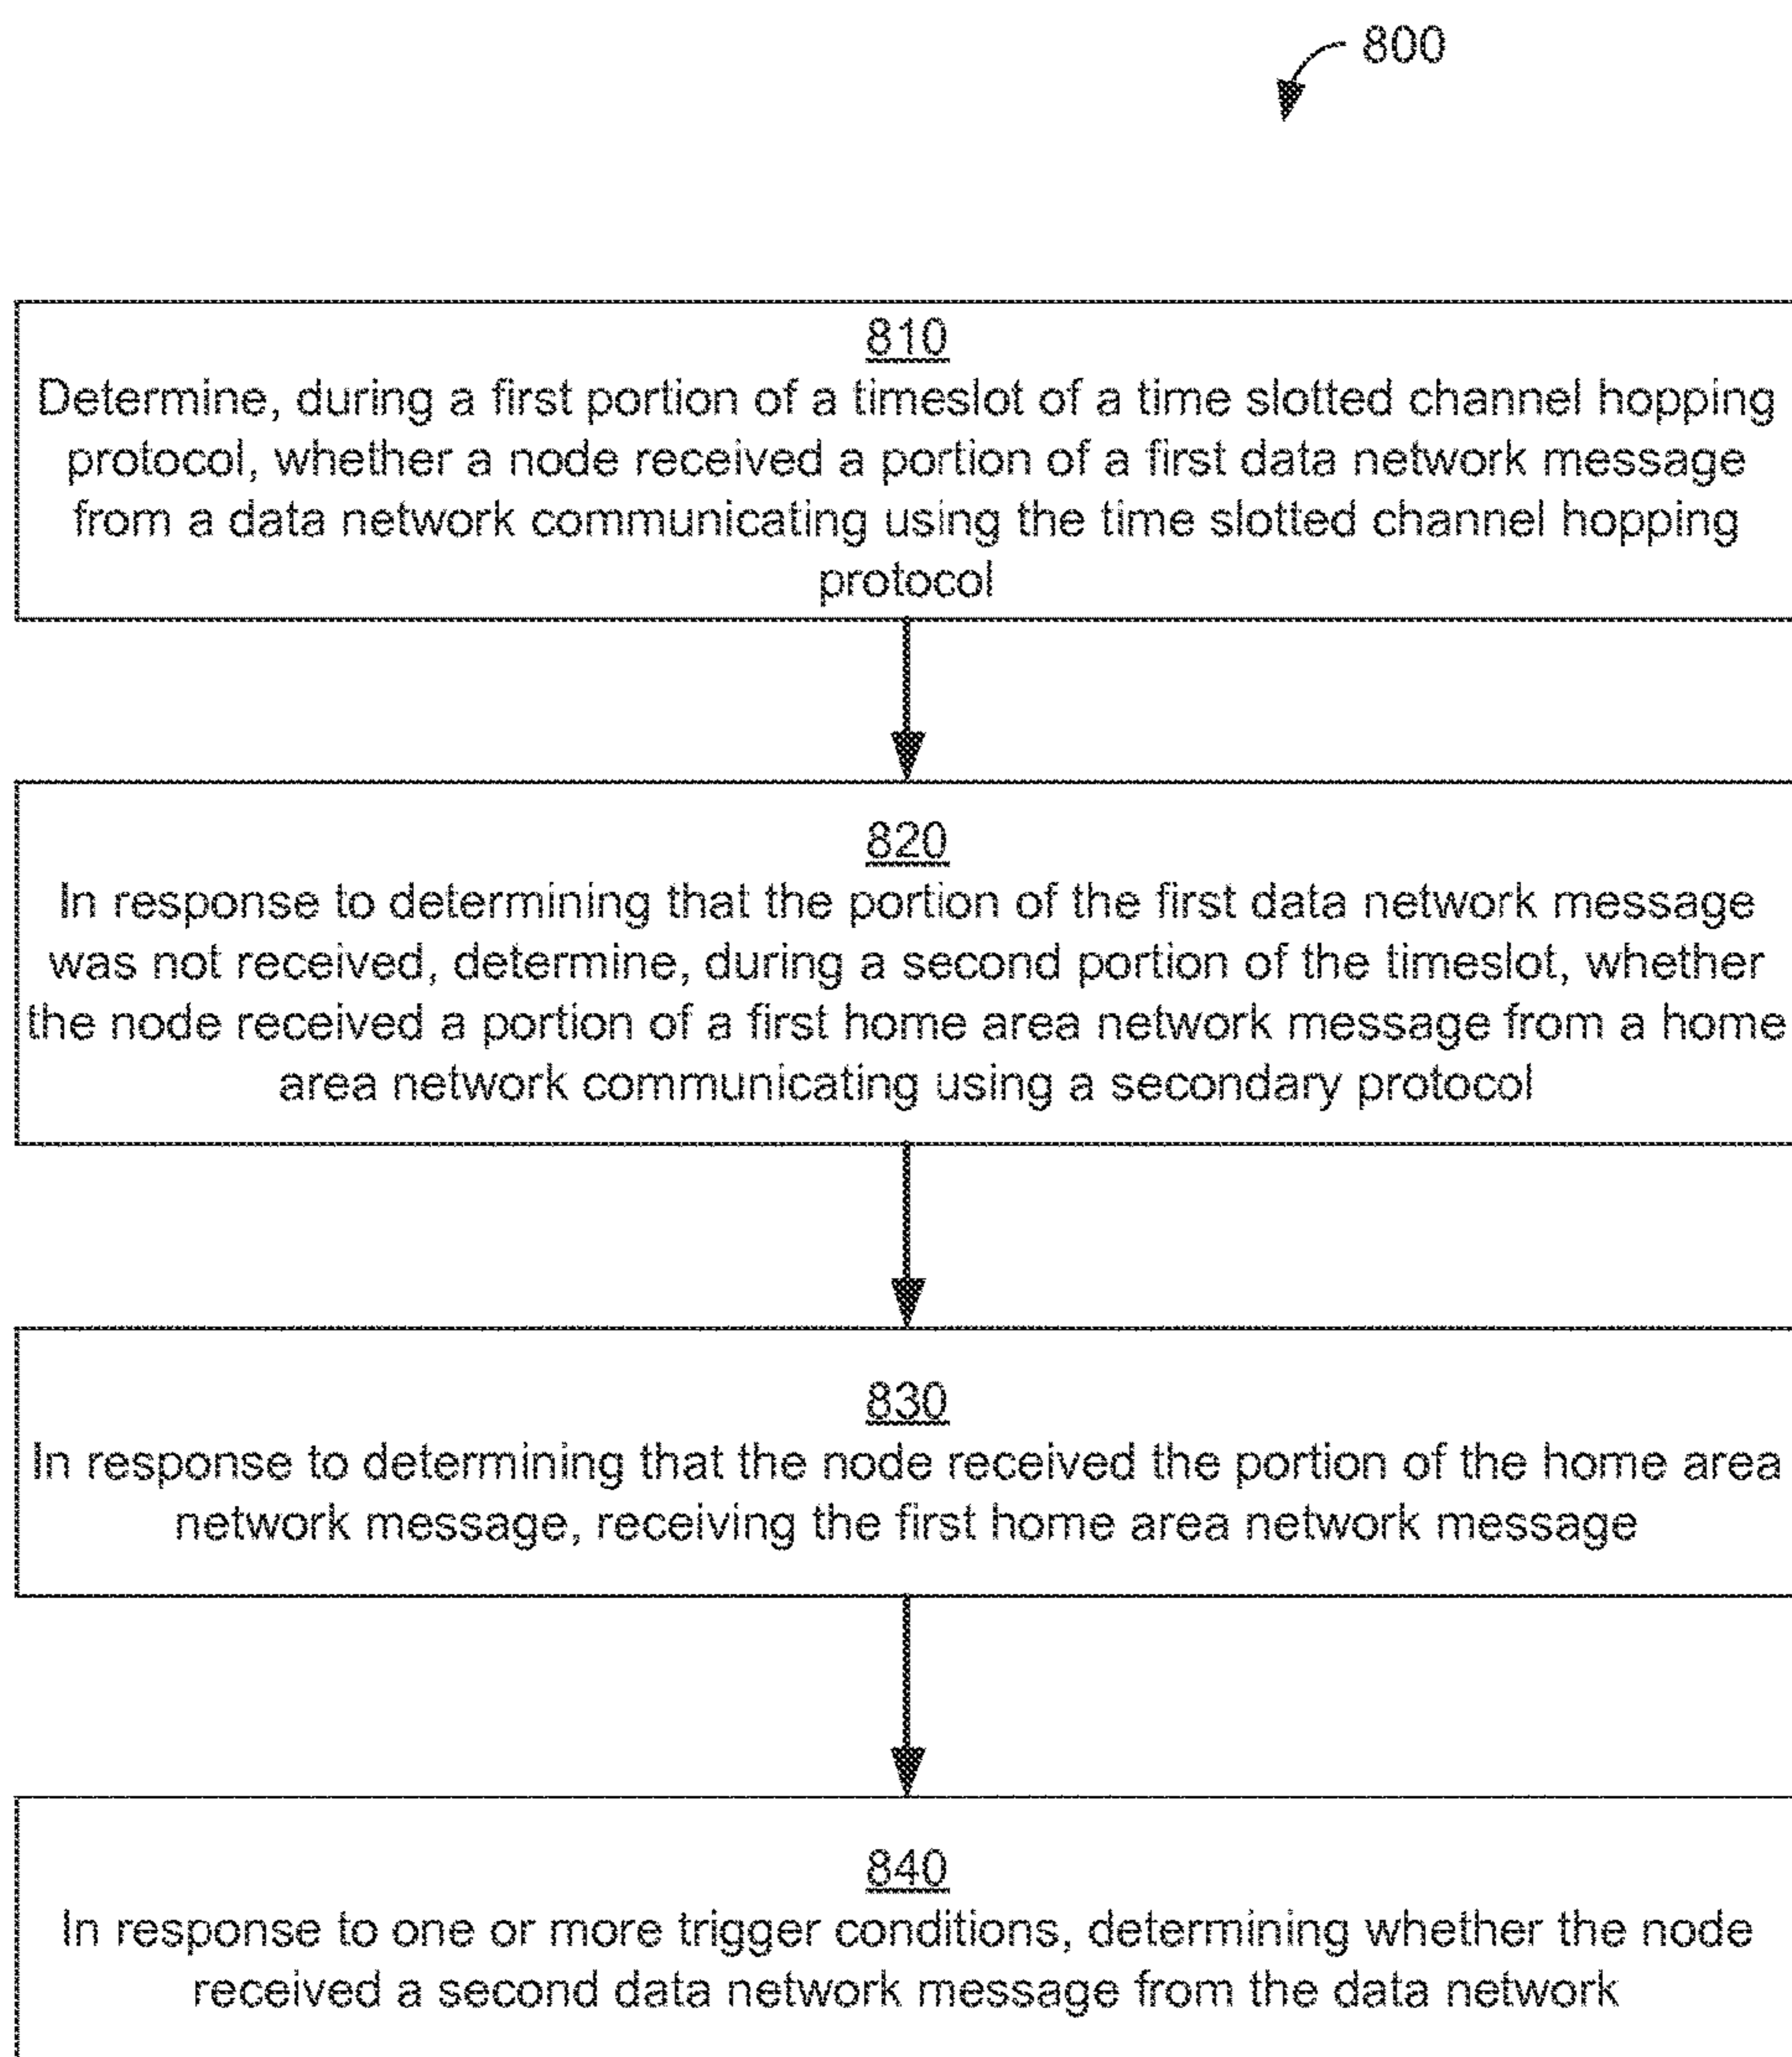 800
810
Determine, during a first portion of a timeslot of a time slotted channel hopping
protocol, whether a node received a portion of a first data network message
from a data network communicating using the time slotted channel hopping
protocol
820
In response to determining that the portion of the first data network message
was not received, determine, during a second portion of the timeslot, whether
the node received a portion of a first home area network message from a home
area network communicating using a secondary protocol
830
In response to determining that the node received the portion of the home area
network message, receiving the first home area network message
840
In response to one or more trigger conditions, determining whether the node
received a second data network message from the data network